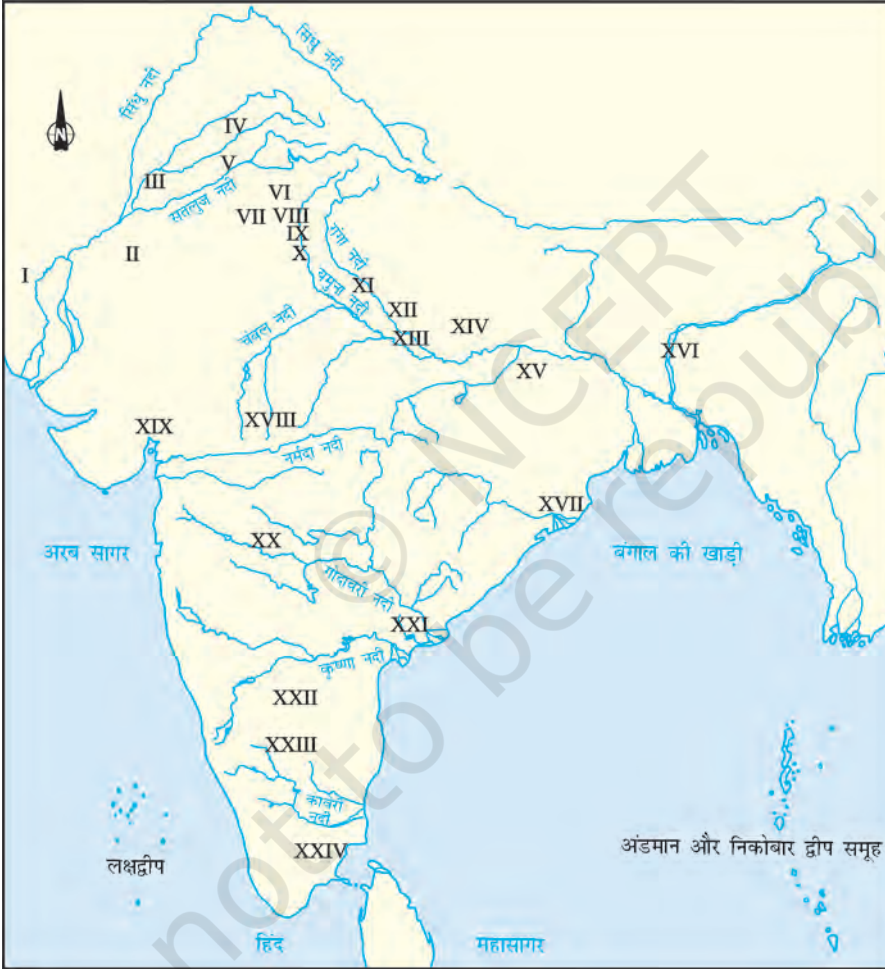 सिंधु नदी
सिंधु नदी
N
IV
V
III
सतलुज नदी
VI
VII VIII
IX
X
II
I
गंगा नदी
यमुना नदी
XI
XII
XIII
XIV
चंबल नदी
XV
XVI
XVIII
XIX
नर्मदा नदी
XVII
अरब सागर
XX
बंगाल की खाड़ी
गोदावरी नदी
XXI
कृष्णा नदी
XXII
XXIII
कावेरी
नदी
XXIV
लक्षद्वीप
अंडमान और निकोबार द्वीप समूह
हिंद महासागर
© NCERT
not to be republi